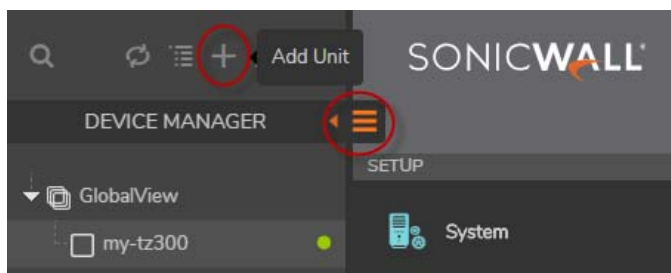 Add Unit
SONICWALL
DEVICE MANAGER
SETUP
GlobalView
System
my-tz300